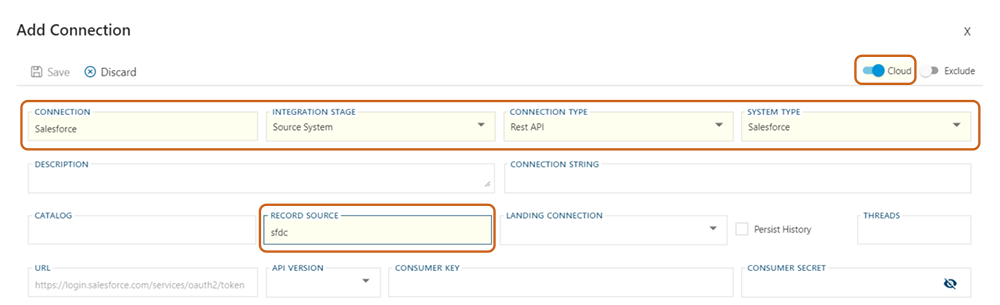 Add Connection
X
Save Discard Cloud Exclude
CONNECTION INTEGRATION STAGE CONNECTION TYPE SYSTEM TYPE
Salesforce Source System Rest API Salesforce
DESCRIPTION CONNECTION STRING
CATALOG RECORD SOURCE LANDING CONNECTION THREADS
sfdc Persist History
URL API VERSION CONSUMER KEY CONSUMER SECRET
https://login.salesforce.com/services/oauth2/token